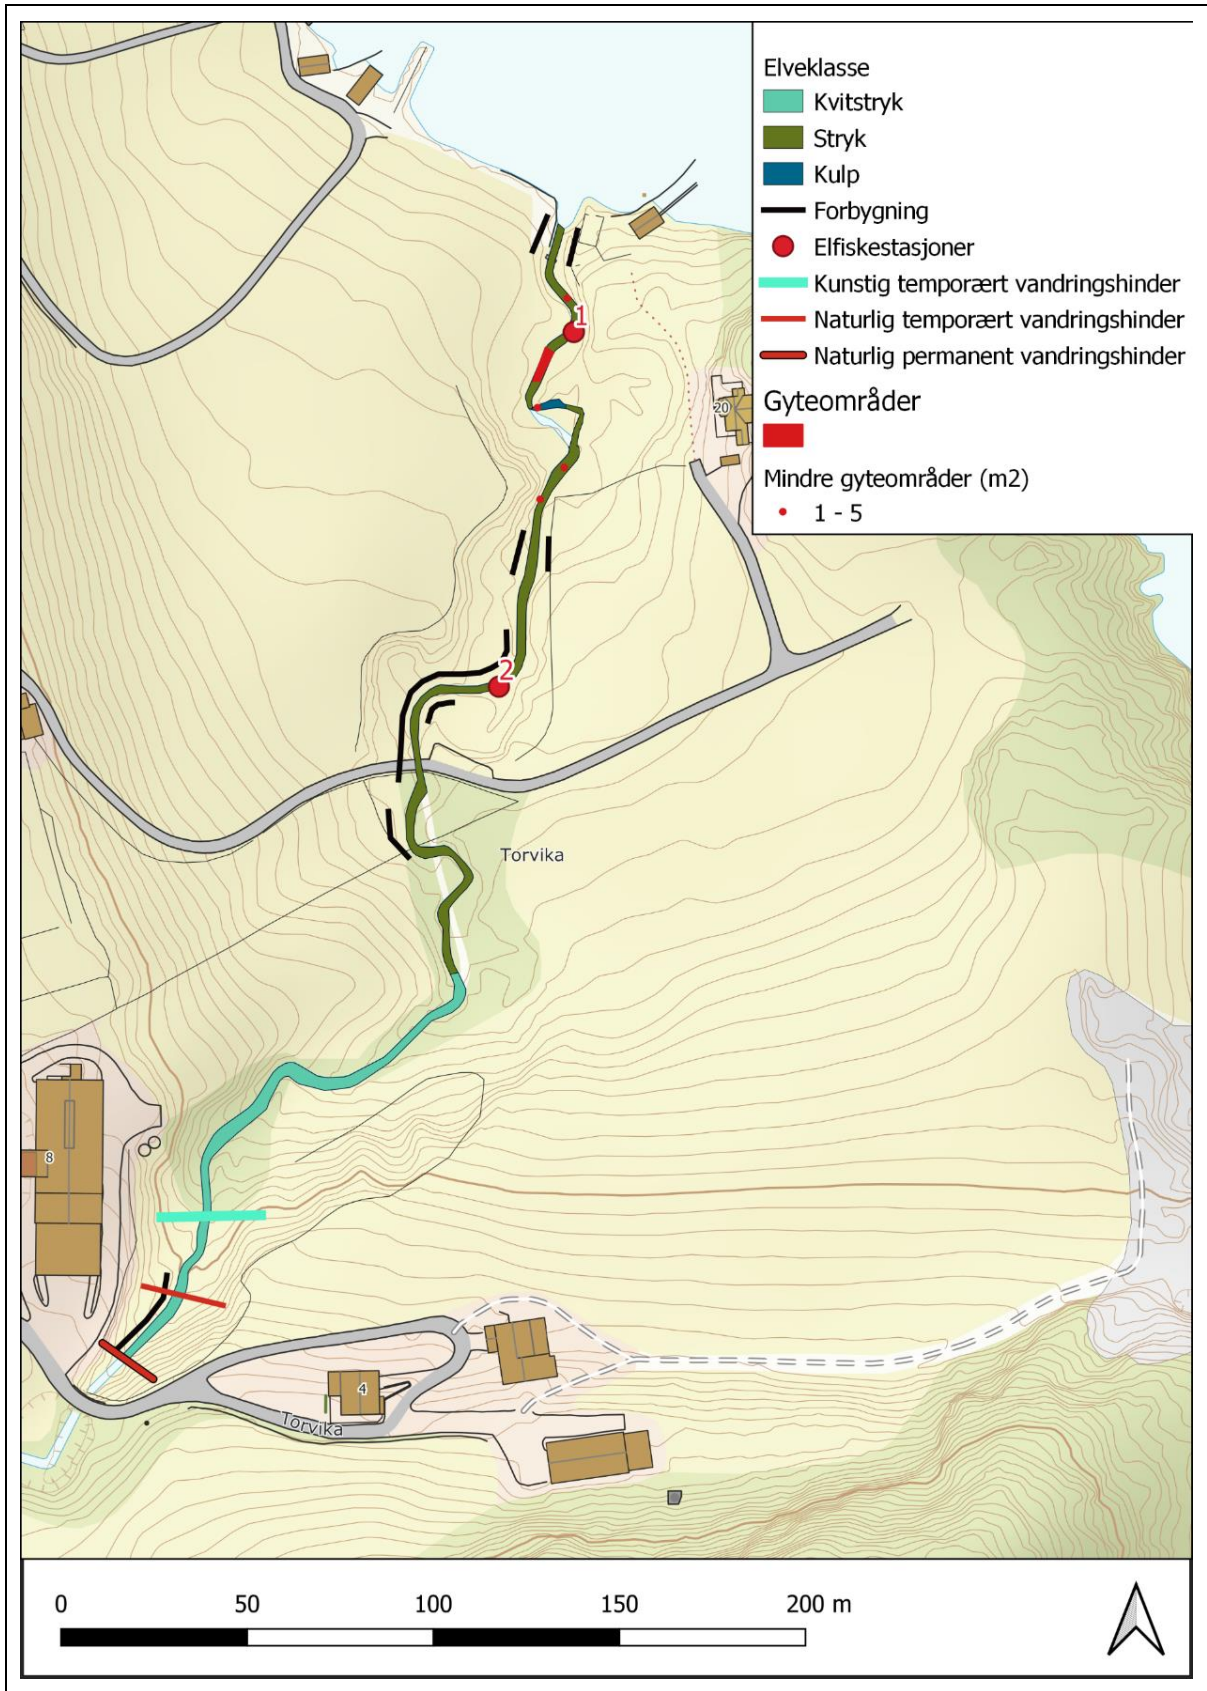 Elveklasse
Kvitstryk
Stryk
Kulp
Forbygning
Elfiskestasjoner
Kunstig temporært vandringshinder
Naturlig temporært vandringshinder
Naturlig permanent vandringshinder
Gyteområder
Mindre gyteområder (m2)
1 - 5
1
20
2
Torvika
8
4
Torvika
0 50 100 150 200 m